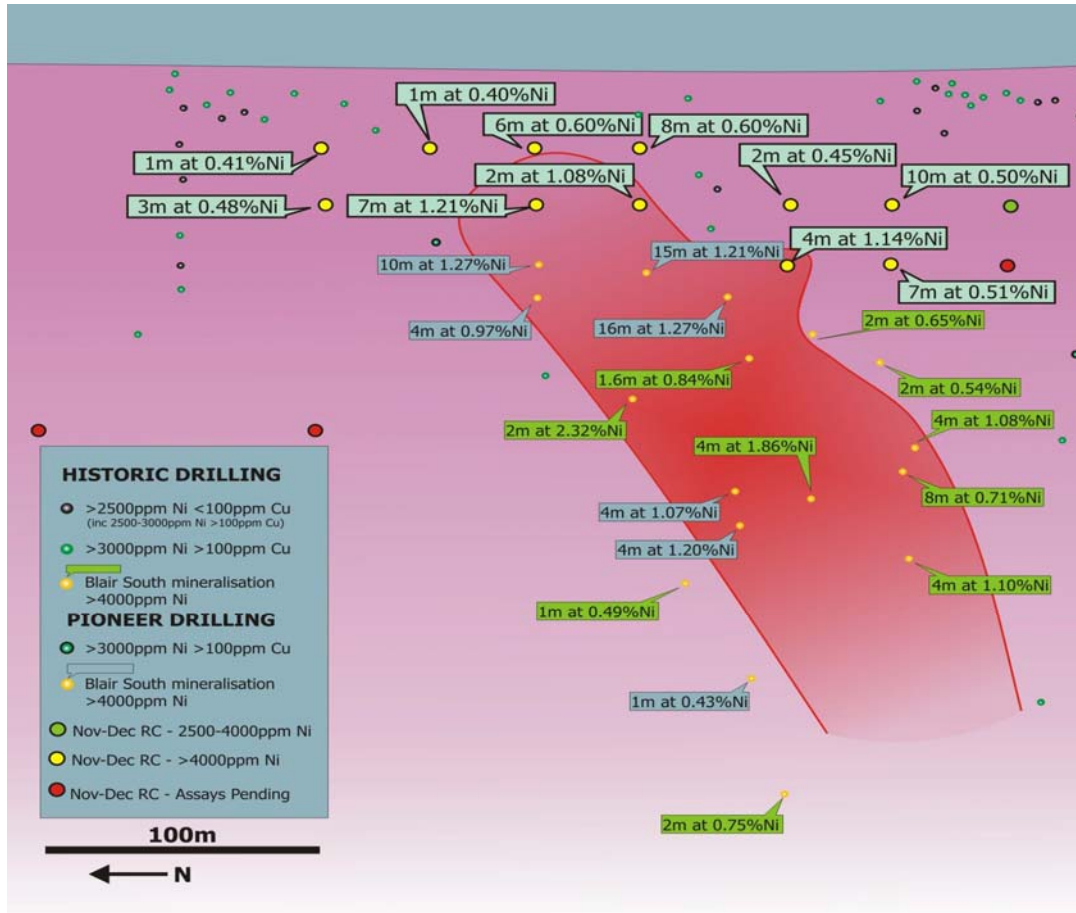 1m at 0.40%Ni
6m at 0.60%Ni
8m at 0.60%Ni
1m at 0.41%Ni
2m at 1.08%Ni
2m at 0.45%Ni
10m at 0.50%Ni
3m at 0.48%Ni
7m at 1.21%Ni
4m at 1.14%Ni
15m at 1.21%Ni
10m at 1.27%Ni
7m at 0.51%Ni
4m at 0.97%Ni
16m at 1.27%Ni
2m at 0.65%Ni
1.6m at 0.84%Ni
2m at 0.54%Ni
2m at 2.32%Ni
4m at 1.08%Ni
4m at 1.86%Ni
8m at 0.71%Ni
4m at 1.07%Ni
4m at 1.20%Ni
4m at 1.10%Ni
1m at 0.49%Ni
1m at 0.43%Ni
2m at 0.75%Ni
HISTORIC DRILLING
>2500ppm Ni <100ppm Cu
(inc 2500-3000ppm Ni >100ppm Cu)
>3000ppm Ni >100ppm Cu
Blair South mineralisation
>4000ppm Ni
PIONEER DRILLING
>3000ppm Ni >100ppm Cu
Blair South mineralisation
>4000ppm Ni
Nov-Dec RC - 2500-4000ppm Ni
Nov-Dec RC - >4000ppm Ni
Nov-Dec RC - Assays Pending
100m
N